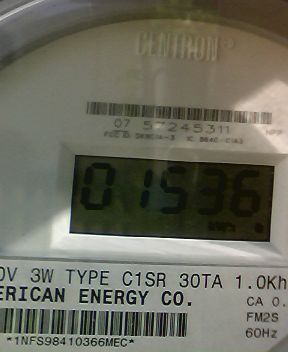 CENTRON®
07 57245311
01536
0V 3W TYPE C1SR 30TA 1.0Kh
ERICAN ENERGY CO.
CA 0.
FM2S
60Hz
*1NFS98410366MEC*